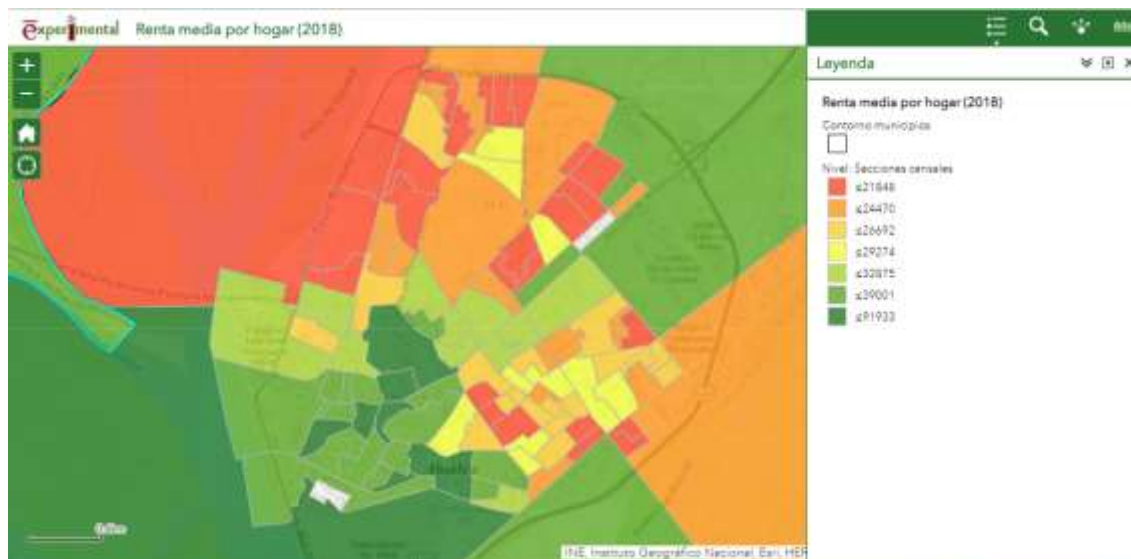 experimental Renta media por hogar (2018)
Leyenda
Renta media por hogar (2018)
Contorno municipios
Nivel: Secciones censales
≤21848
≤24470
≤26692
≤29274
≤32875
≤39001
≤91933
Huelva
INE, Instituto Geográfico Nacional, Esri, HER